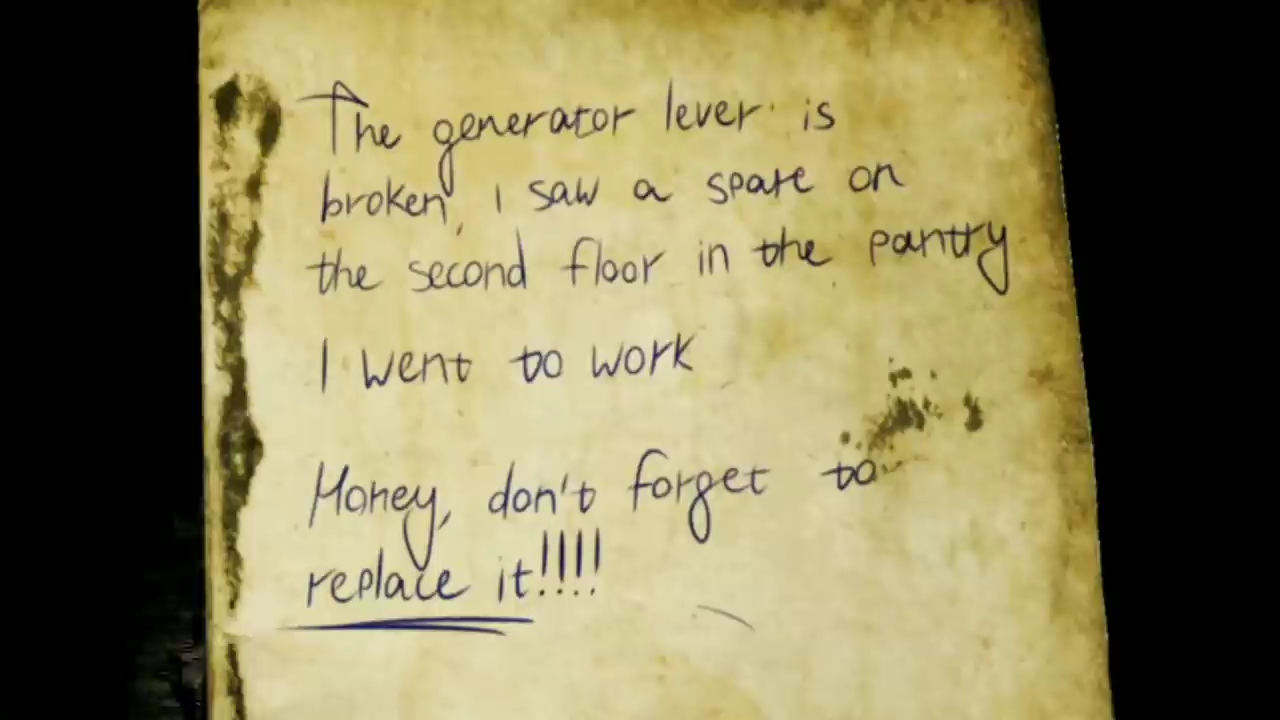 The generator lever is
broken, i saw a spare on
the second floor in the pantry
I went to work
Honey, don't forget to
replace it!!!!